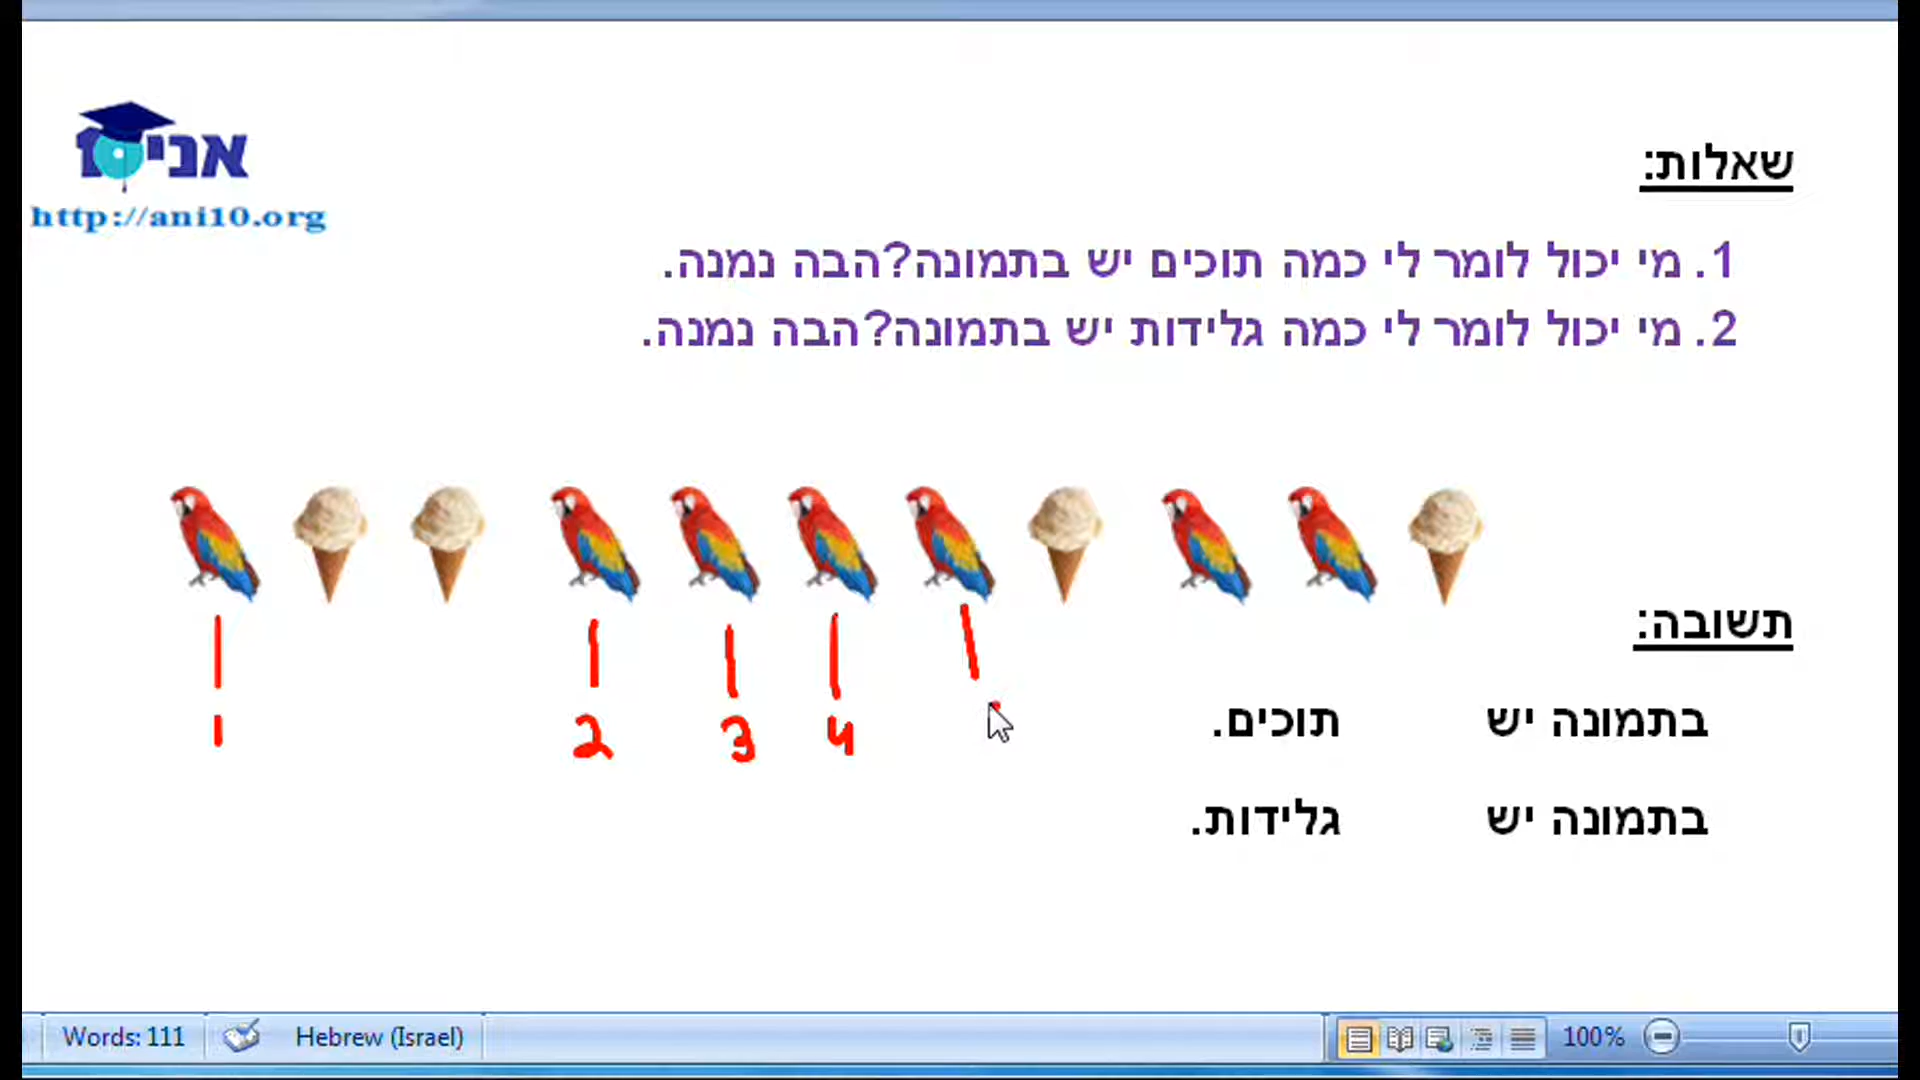 אני10
http://ani10.org
שאלות:
1. מי יכול לומר לי כמה תוכים יש בתמונה?הבה נמנה.
2. מי יכול לומר לי כמה גלידות יש בתמונה?הבה נמנה.
1 2 3 4
תשובה:
בתמונה יש תוכים.
בתמונה יש גלידות.
Words: 111 Hebrew (Israel) 100%